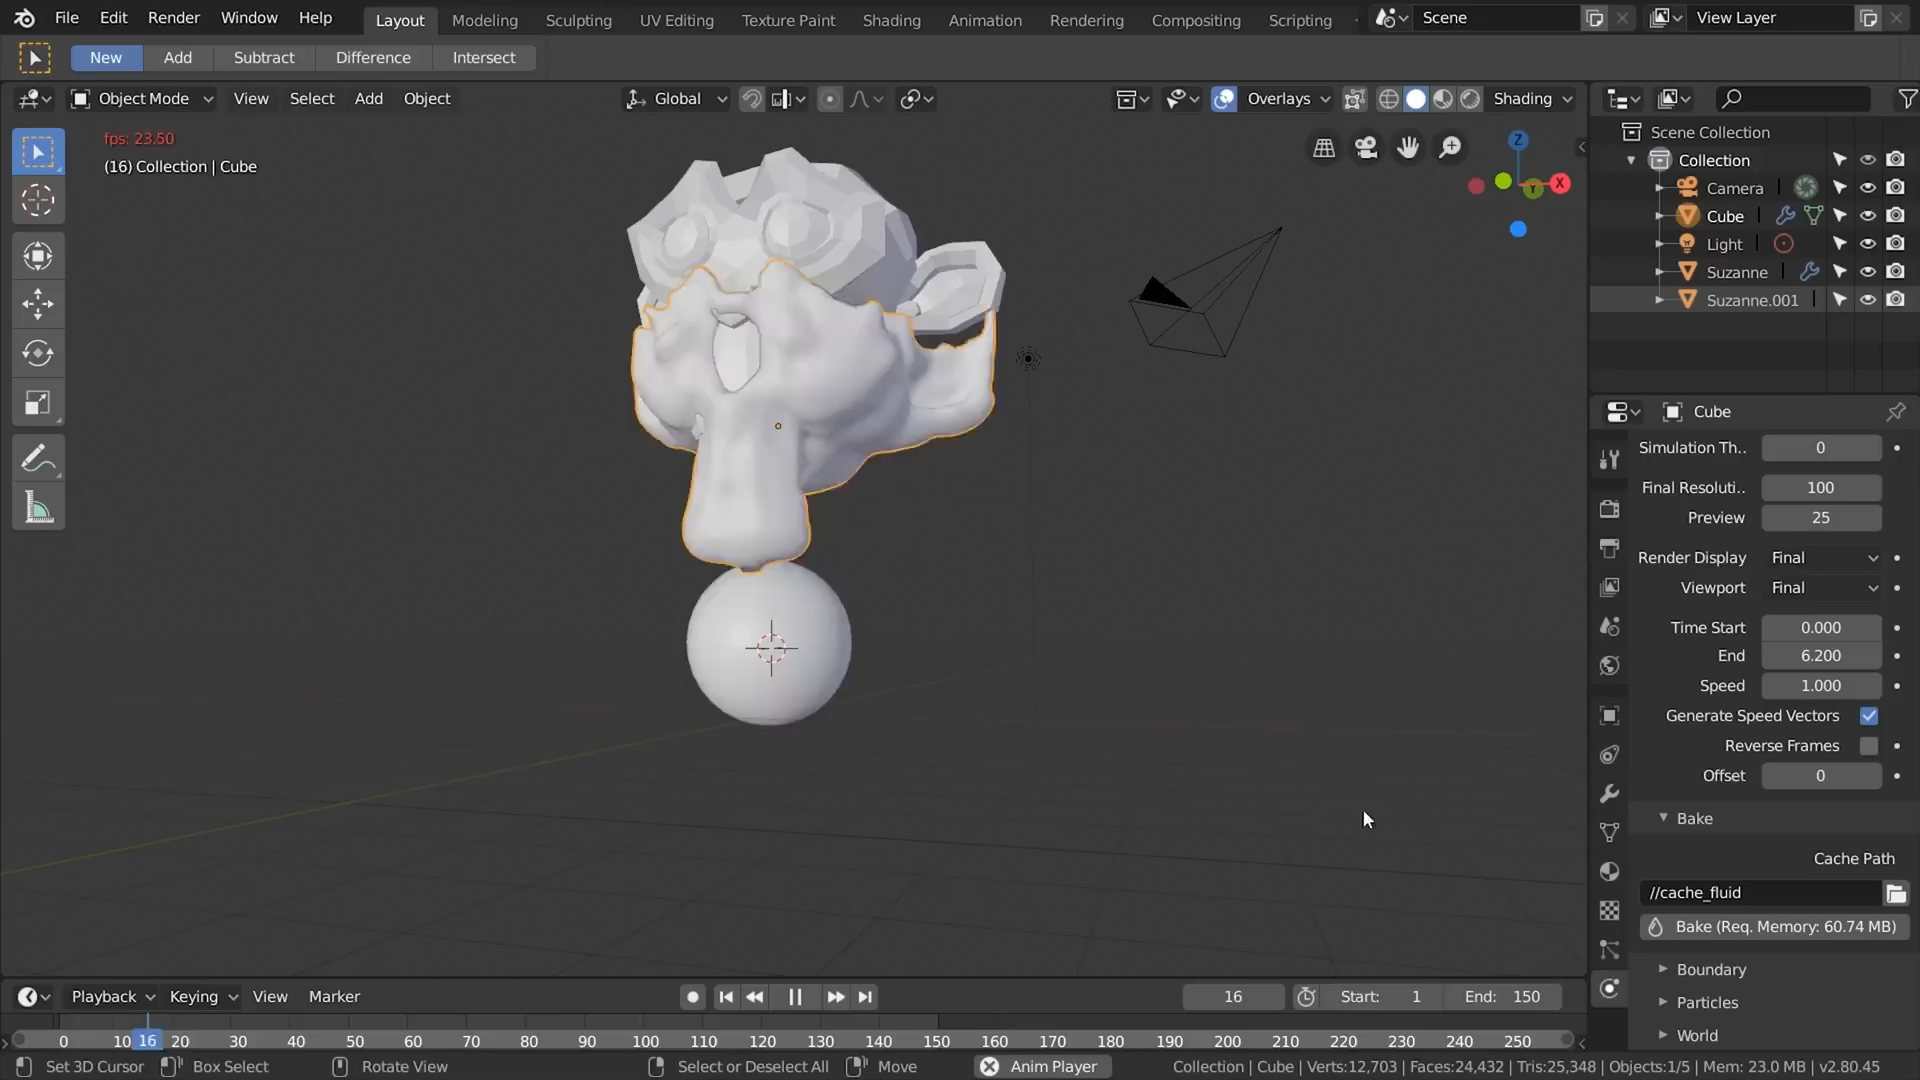 File Edit Render Window Help Layout Modeling Sculpting UV Editing Texture Paint Shading Animation Rendering Compositing Scripting Scene View Layer
New Add Subtract Difference Intersect
Object Mode View Select Add Object Global Overlays Shading
fps: 23.50
(16) Collection | Cube
Z
X
Y
Scene Collection
Collection
Camera
Cube
Light
Suzanne
Suzanne.001
Cube
Simulation Th.. 0
Final Resoluti.. 100
Preview 25
Render Display Final
Viewport Final
Time Start 0.000
End 6.200
Speed 1.000
Generate Speed Vectors
Reverse Frames
Offset 0
Bake
Cache Path
//cache_fluid
Bake (Req. Memory: 60.74 MB)
Boundary
Particles
World
Playback Keying View Marker 16 Start: 1 End: 150
0 10 16 20 30 40 50 60 70 80 90 100 110 120 130 140 150 160 170 180 190 200 210 220 230 240 250
Set 3D Cursor Box Select Rotate View Select or Deselect All Move Anim Player Collection | Cube | Verts:12,703 | Faces:24,432 | Tris:25,348 | Objects:1/5 | Mem: 23.0 MB | v2.80.45